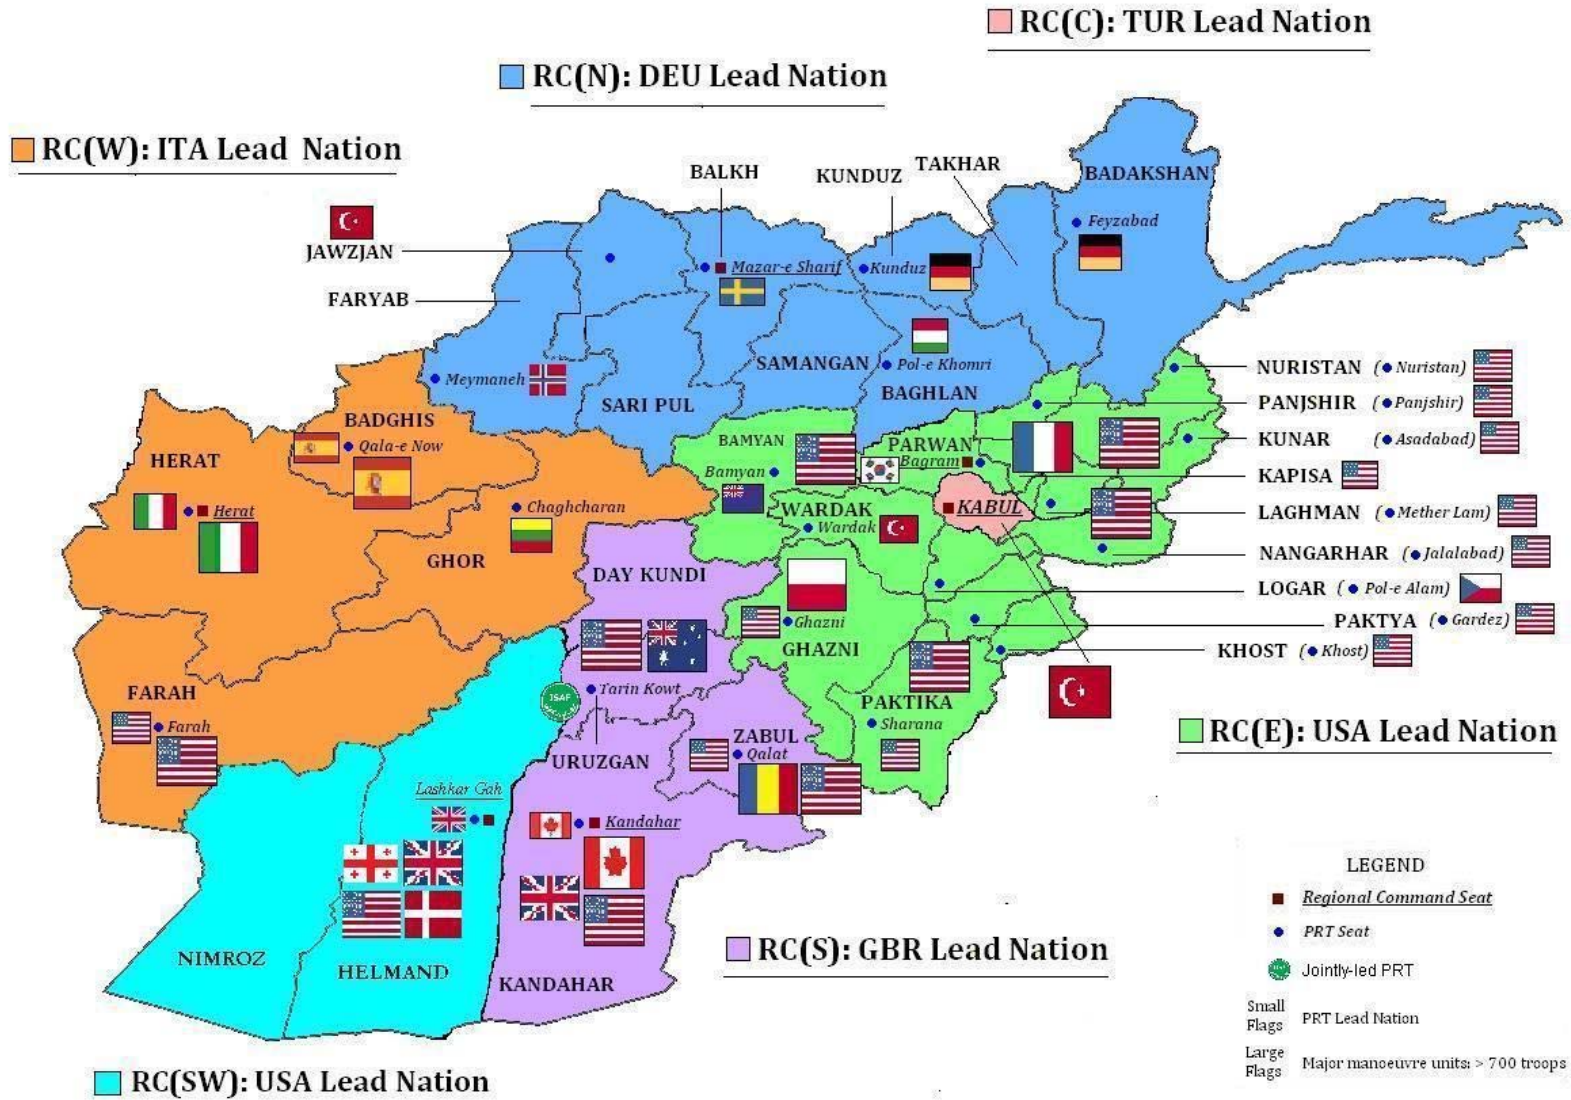 RC(C): TUR Lead Nation
RC(N): DEU Lead Nation
RC(W): ITA Lead Nation
BALKH
KUNDUZ
TAKHAR
BADAKSHAN
Feyzabad
JAWZJAN
Mazar-e Sharif
Kunduz
FARYAB
SAMANGAN
Pol-e Khomri
Meymaneh
BAGHLAN
SARI PUL
NURISTAN (Nuristan)
PANJSHIR (Panjshir)
KUNAR (Asadabad)
KAPISA
LAGHMAN (Mether Lam)
NANGARHAR (Jalalabad)
LOGAR (Pol-e Alam)
PAKTYA (Gardez)
KHOST (Khost)
BADGHIS
Qala-e Now
HERAT
Herat
Chaghcharan
GHOR
BAMYAN
Bamyan
PARWAN
Bagram
WARDAK
Wardak
KABUL
DAY KUNDI
Ghazni
GHAZNI
FARAH
Farah
ISAF
Tarin Kowt
URUZGAN
PAKTIKA
Sharana
ZABUL
Qalat
RC(E): USA Lead Nation
Lashkar Gah
Kandahar
NIMROZ
HELMAND
KANDAHAR
RC(S): GBR Lead Nation
RC(SW): USA Lead Nation
LEGEND
Regional Command Seat
PRT Seat
Jointly-led PRT
Small
Flags
PRT Lead Nation
Large
Flags
Major manoeuvre units: > 700 troops